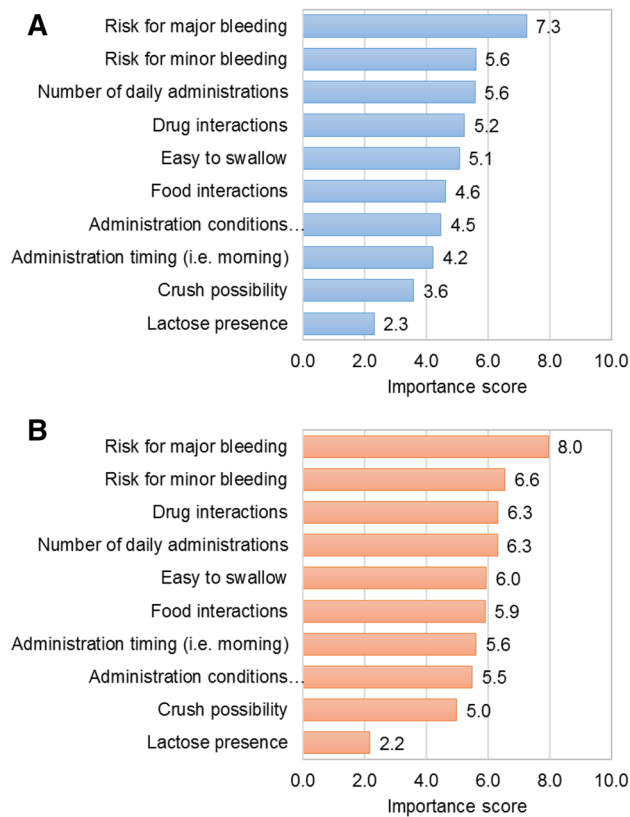 A
Risk for major bleeding 7.3
Risk for minor bleeding 5.6
Number of daily administrations 5.6
Drug interactions 5.2
Easy to swallow 5.1
Food interactions 4.6
Administration conditions... 4.5
Administration timing (i.e. morning) 4.2
Crush possibility 3.6
Lactose presence 2.3
0.0 2.0 4.0 6.0 8.0 10.0
Importance score
B
Risk for major bleeding 8.0
Risk for minor bleeding 6.6
Drug interactions 6.3
Number of daily administrations 6.3
Easy to swallow 6.0
Food interactions 5.9
Administration timing (i.e. morning) 5.6
Administration conditions... 5.5
Crush possibility 5.0
Lactose presence 2.2
0.0 2.0 4.0 6.0 8.0 10.0
Importance score